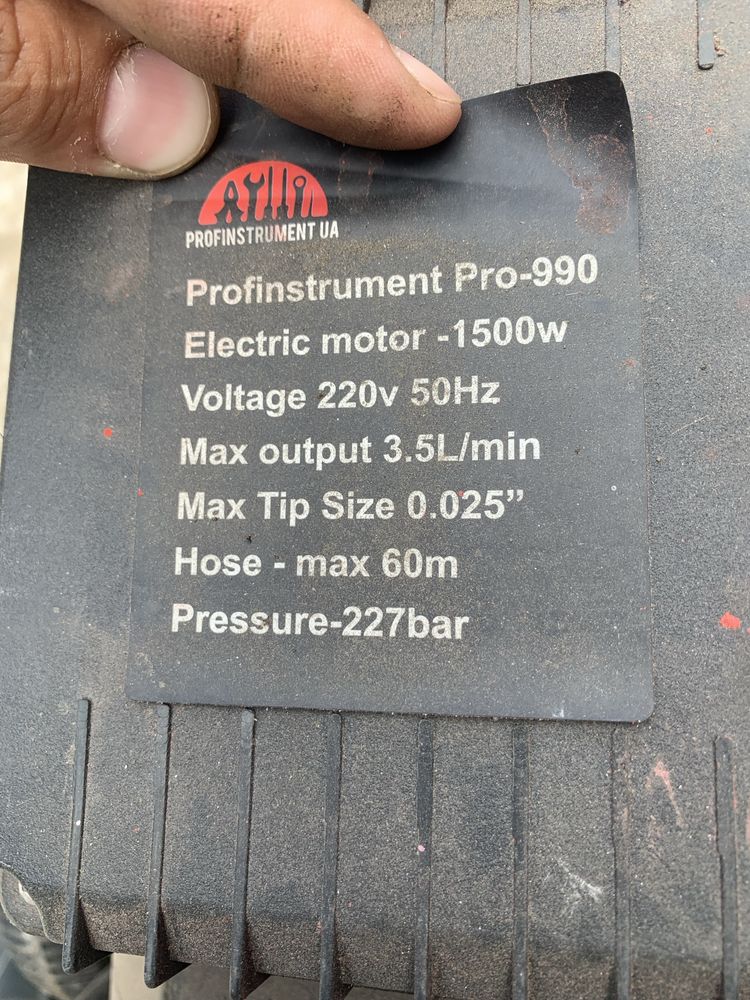 PROFINSTRUMENT UA
Profinstrument Pro-990
Electric motor -1500w
Voltage 220v 50Hz
Max output 3.5L/min
Max Tip Size 0.025”
Hose - max 60m
Pressure-227bar